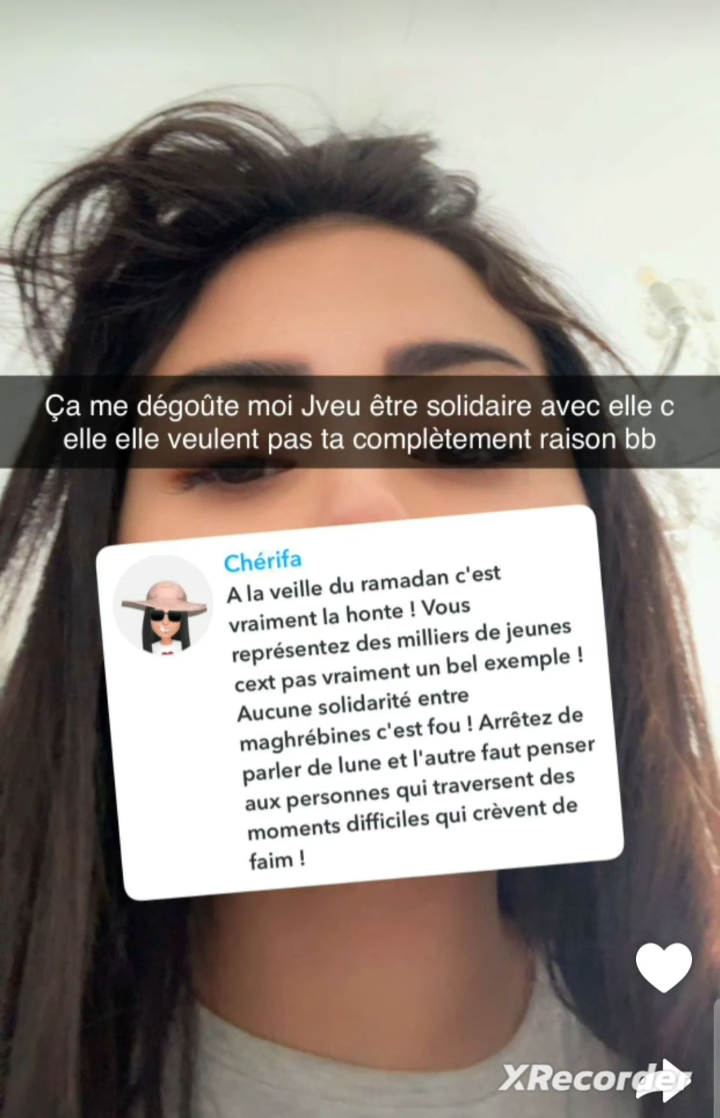 Ça me dégoûte moi Jveu être solidaire avec elle c
elle elle veulent pas ta complètement raison bb
Chérifa
A la veille du ramadan c'est
vraiment la honte ! Vous
représentez des milliers de jeunes
cext pas vraiment un bel exemple !
Aucune solidarité entre
maghrébines c'est fou ! Arrêtez de
parler de lune et l'autre faut penser
aux personnes qui traversent des
moments difficiles qui crèvent de
faim !
XRecorder